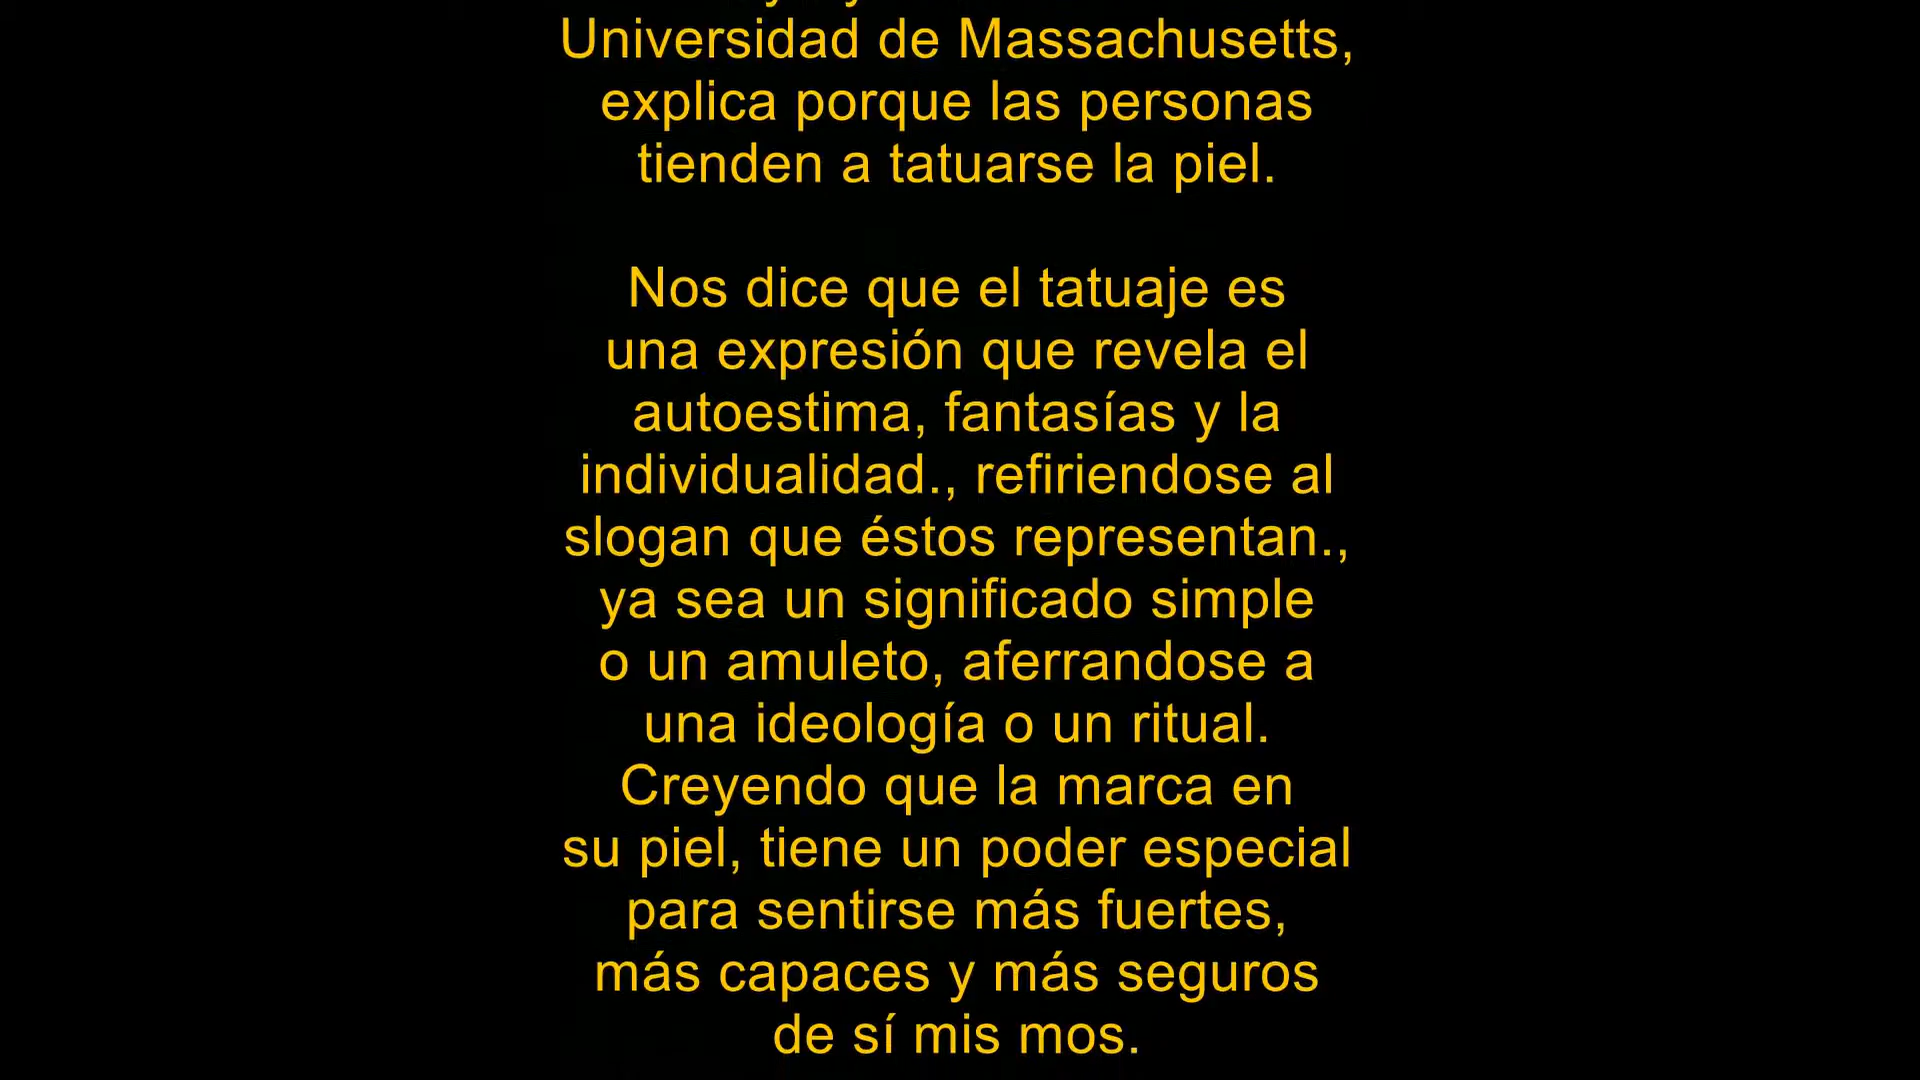 Universidad de Massachusetts,
explica porque las personas
tienden a tatuarse la piel.
Nos dice que el tatuaje es
una expresión que revela el
autoestima, fantasías y la
individualidad., refiriendose al
slogan que éstos representan.,
ya sea un significado simple
o un amuleto, aferrandose a
una ideología o un ritual.
Creyendo que la marca en
su piel, tiene un poder especial
para sentirse más fuertes,
más capaces y más seguros
de sí mis mos.